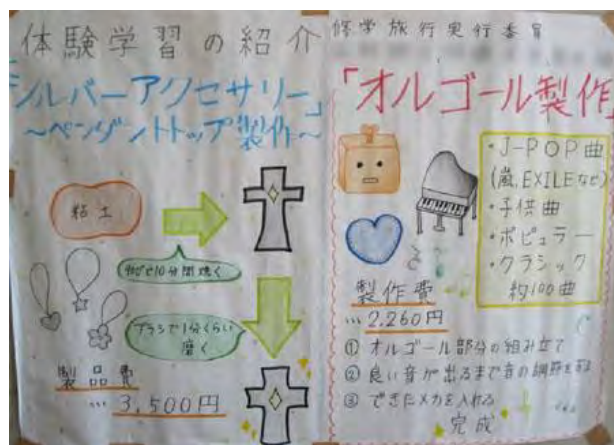 体験学習の紹介
修学旅行実行委員
「シルバーアクセサリー」
～ペンダントトップ製作～
粘土
900℃で10分間焼く
ブラシで1分くらい
磨く
製品費
…3,500円
「オルゴール製作」
・J-POP曲
(嵐,EXILEなど)
・子供曲
・ポピュラー
・クラシック
約100曲
製作費
…2,260円
① オルゴール部分の組み立て
② 良い音が出るまで音の調節をする
③ できたメカを入れる
完成